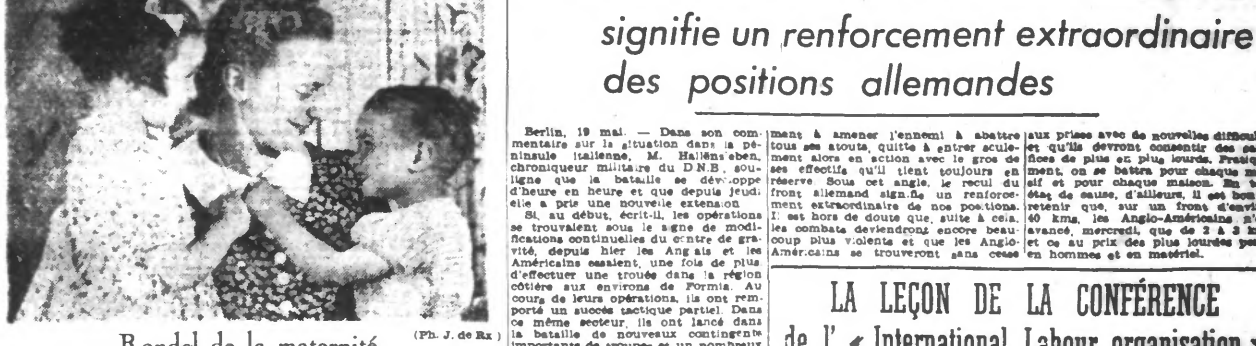 signifie un renforcement extraordinaire
des positions allemandes
Berlin, 19 mai. — Dans son com-
mentaire sur la situation dans la pé-
ninsule italienne, M. Hallensleben,
chroniqueur militaire du D.N.B., sou-
ligne que la bataille se développe
d'heure en heure et que depuis jeudi
elle a pris une nouvelle extension
Si, au début, écrit-il, les opérations
se trouvaient sous le signe de modi-
fications continuelles du centre de gra-
vité, depuis hier les Anglais et les
Américains essaient, une fois de plus
d'effectuer une trouée dans la région
côtière aux environs de Formia. Au
cours de leurs opérations, ils ont rem-
porté un succès tactique partiel. Dans
ce même secteur, ils ont lancé dans
la bataille de nouveaux contingents
importants de troupes et un nombreux
ment à amener l'ennemi à abattre
tous ses atouts, quitte à entrer seule-
ment alors en action avec le gros de
ses effectifs qu'il tient toujours en
réserve. Sous cet angle, le recul du
front allemand signifie un renforce-
ment extraordinaire de nos positions.
Il est hors de doute que, suite à cela,
les combats deviendront encore beau-
coup plus violents et que les Anglo-
Américains se trouveront sans cesse
aux prises avec de nouvelles
et qu'ils devront consentir des
fices de plus en plus lourds.
ment, on se battra pour chaque
sif et pour chaque maison. En
état de cause, d'ailleurs, il est
retenir que, sur un front
40 kms, les Anglo-Américains
avancé, mercredi, que de 2 à 3
et ce au prix des plus lourdes
en hommes et en matériel.
LA LEÇON DE LA CONFÉRENCE
de l' « International Labour organisation »
(Ph. J. de Rx)
Rondel de la maternité